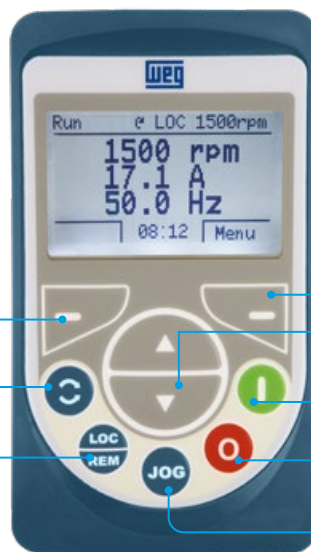 weg
Run LOC 1500rpm
1500 rpm
17.1 A
50.0 Hz
08:12 Menu
LOC
REM
JOG